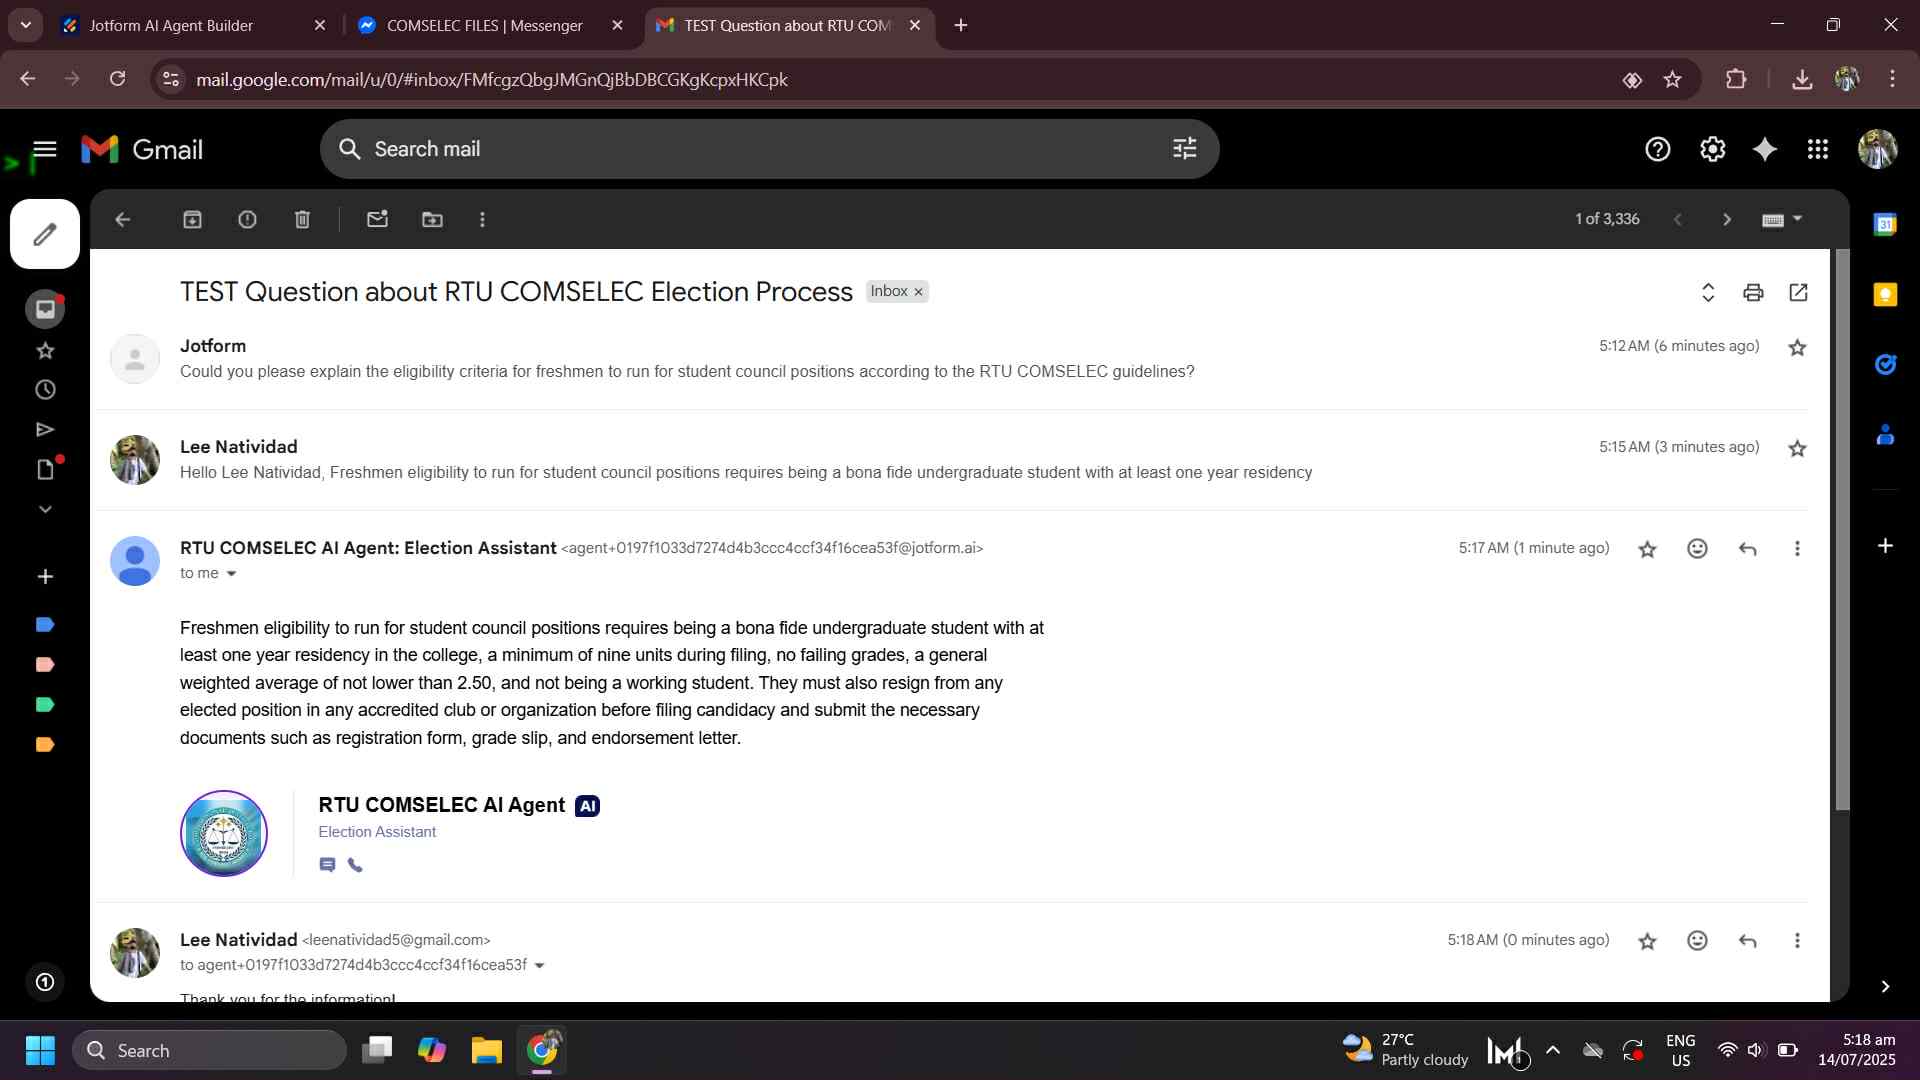 Jotform AI Agent Builder
COMSELEC FILES | Messenger
TEST Question about RTU COM
mail.google.com/mail/u/0/#inbox/FMfcgzQbgJMGnQjBbDBCGKgKcpxHKCpk
Gmail
Search mail
1 of 3,336
TEST Question about RTU COMSELEC Election Process
Inbox
Jotform
5:12 AM (6 minutes ago)
Could you please explain the eligibility criteria for freshmen to run for student council positions according to the RTU COMSELEC guidelines?
Lee Natividad
5:15 AM (3 minutes ago)
Hello Lee Natividad, Freshmen eligibility to run for student council positions requires being a bona fide undergraduate student with at least one year residency
RTU COMSELEC AI Agent: Election Assistant <agent+0197f1033d7274d4b3ccc4ccf34f16cea53f@jotform.ai>
5:17 AM (1 minute ago)
to me
Freshmen eligibility to run for student council positions requires being a bona fide undergraduate student with at
least one year residency in the college, a minimum of nine units during filing, no failing grades, a general
weighted average of not lower than 2.50, and not being a working student. They must also resign from any
elected position in any accredited club or organization before filing candidacy and submit the necessary
documents such as registration form, grade slip, and endorsement letter.
RTU COMSELEC AI Agent AI
Election Assistant
Lee Natividad <leenatividad5@gmail.com>
5:18 AM (0 minutes ago)
to agent+0197f1033d7274d4b3ccc4ccf34f16cea53f
Thank you for the information!
31
Search
27°C
Partly cloudy
ENG
US
5:18 am
14/07/2025